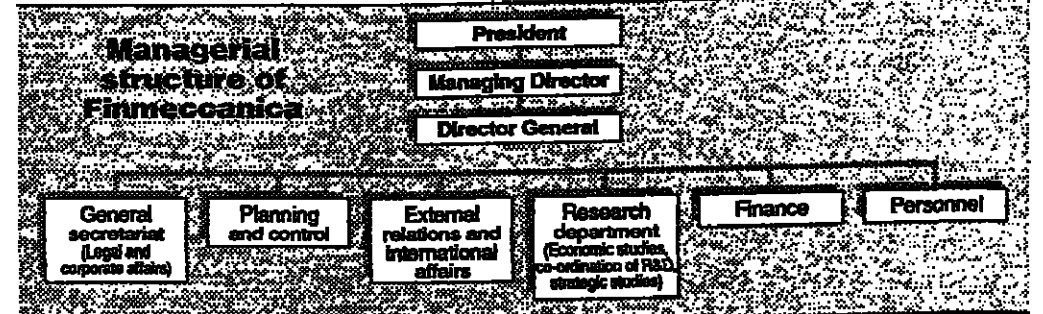 Managerial
structure of
Finmeccanica
President
Managing Director
Director General
General
secretariat
(Legal and
corporate affairs)
Planning
and control
External
relations and
international
affairs
Research
department
(Economic studies,
co-ordination of R&D,
strategic studies)
Finance
Personnel